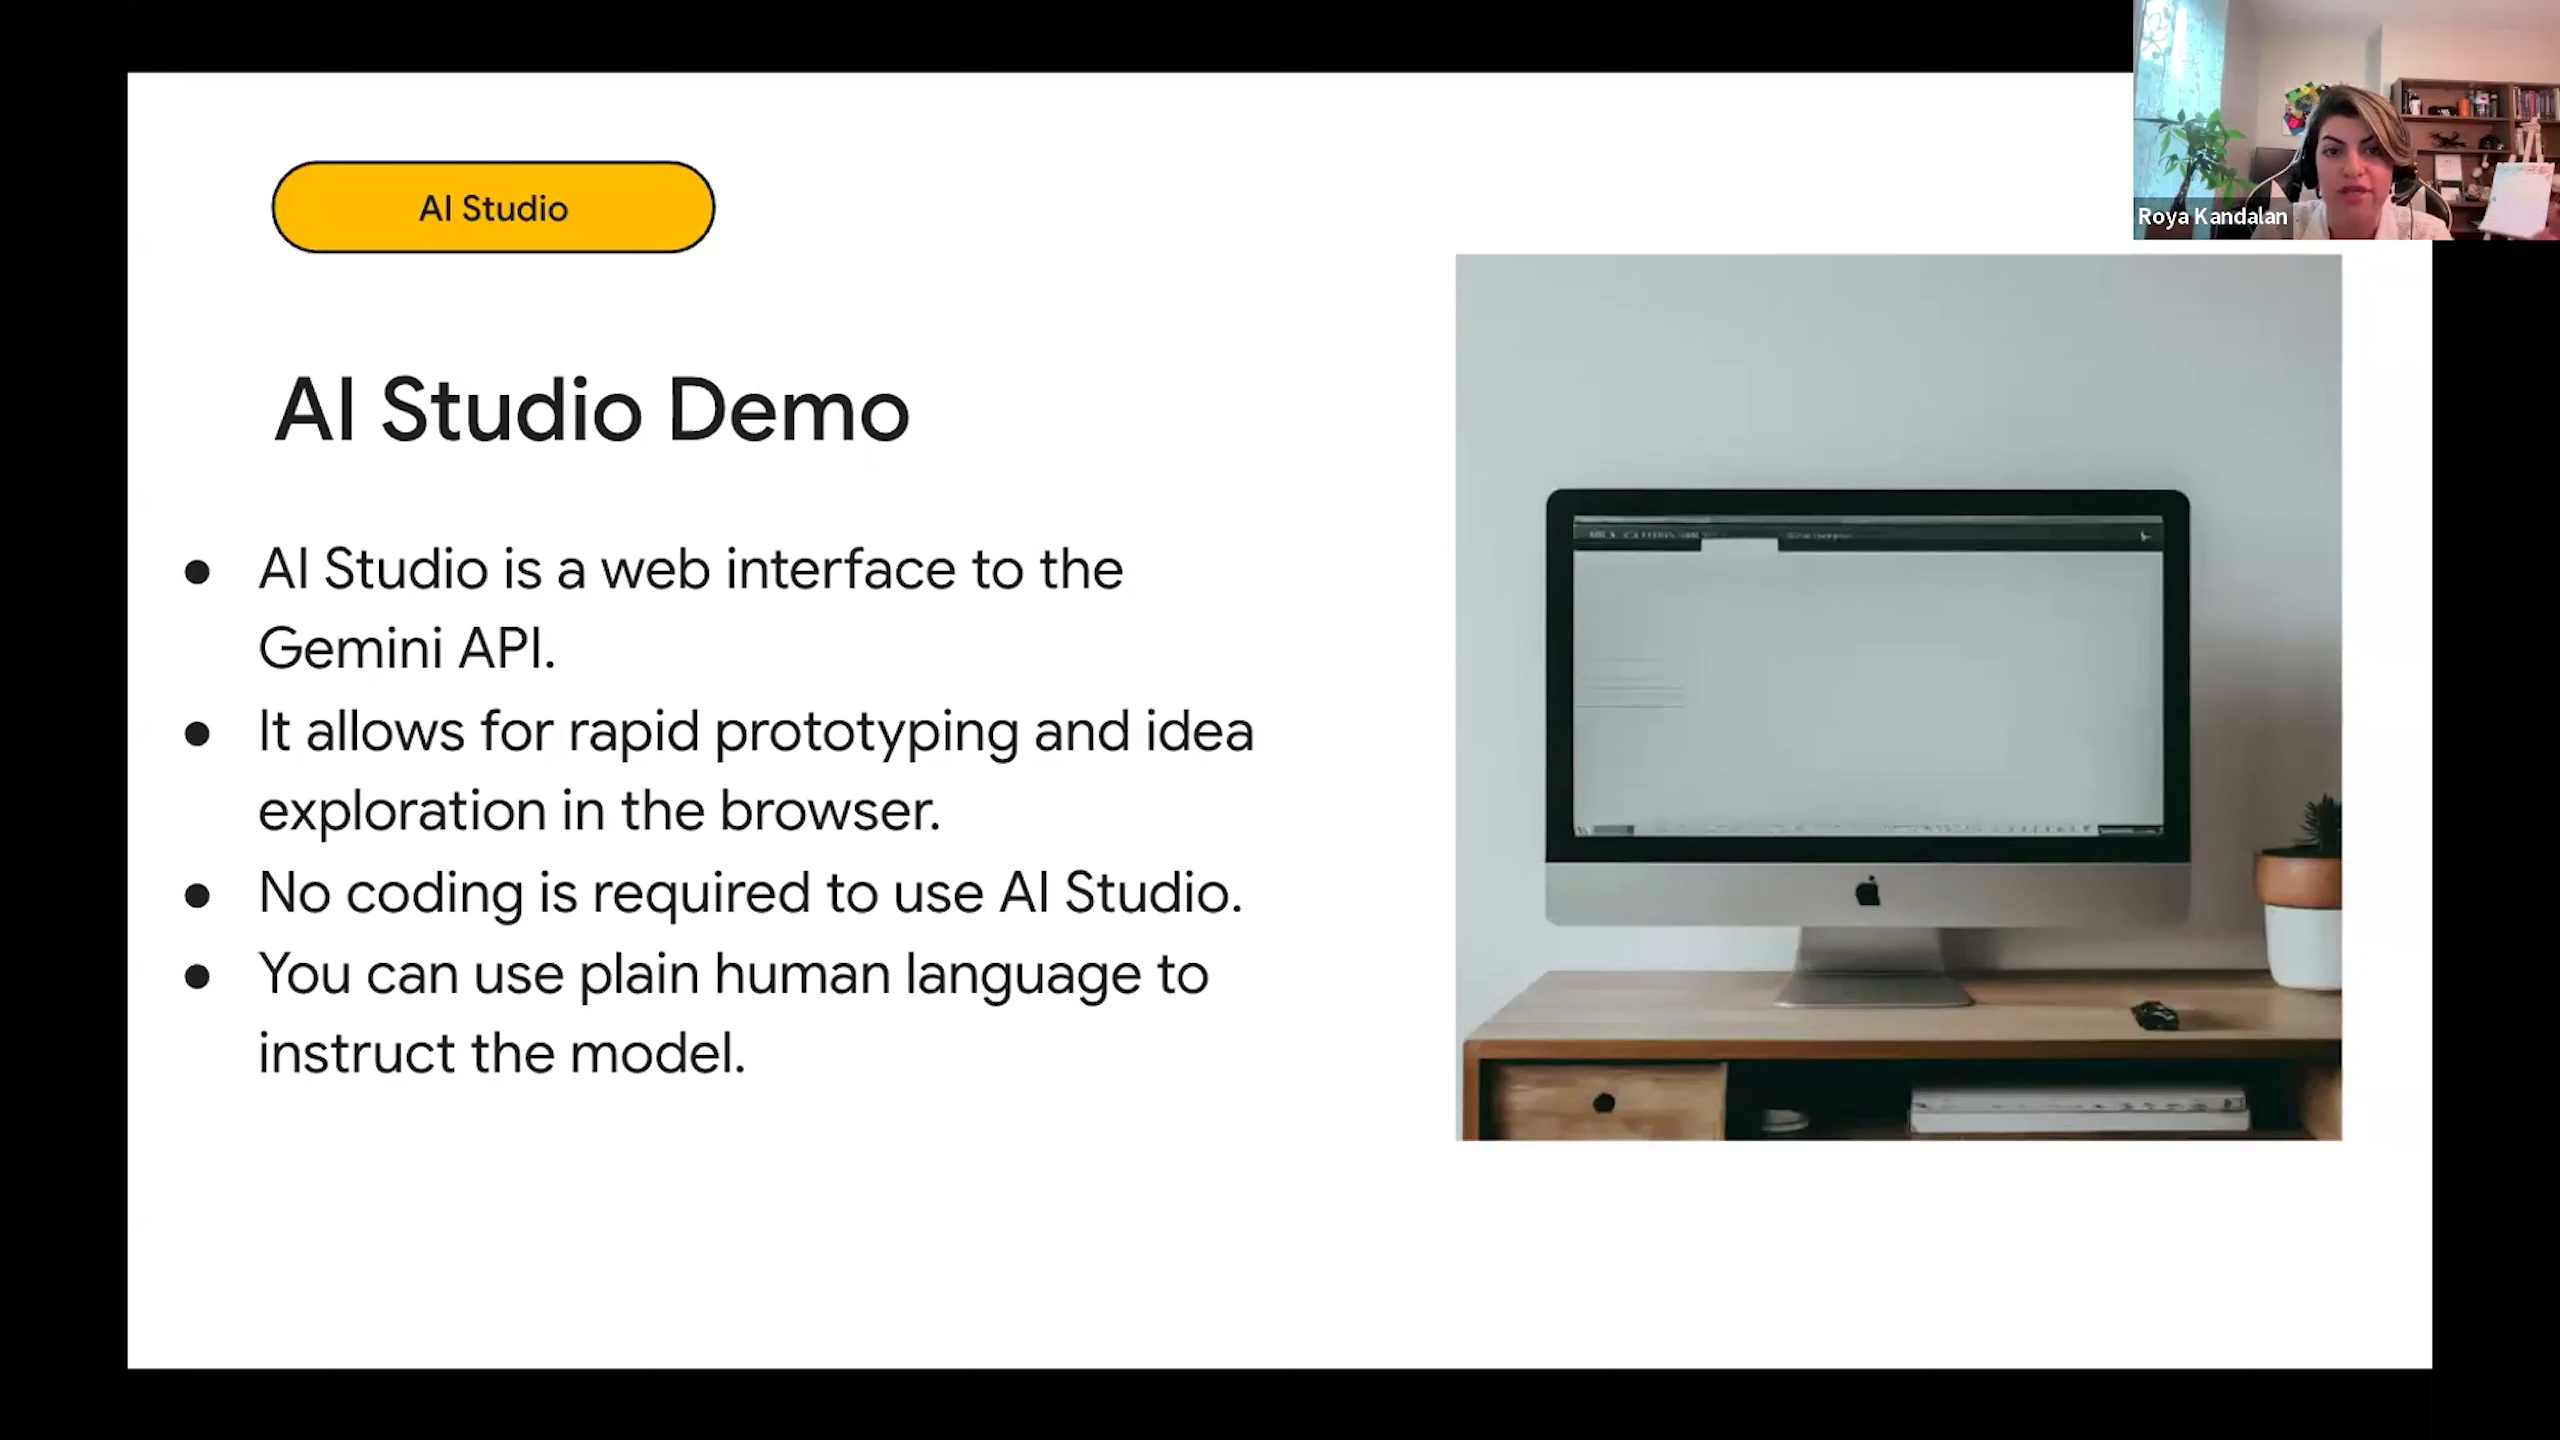 AI Studio
Roya Kandalan
AI Studio Demo
● AI Studio is a web interface to the
Gemini API.
● It allows for rapid prototyping and idea
exploration in the browser.
● No coding is required to use AI Studio.
● You can use plain human language to
instruct the model.